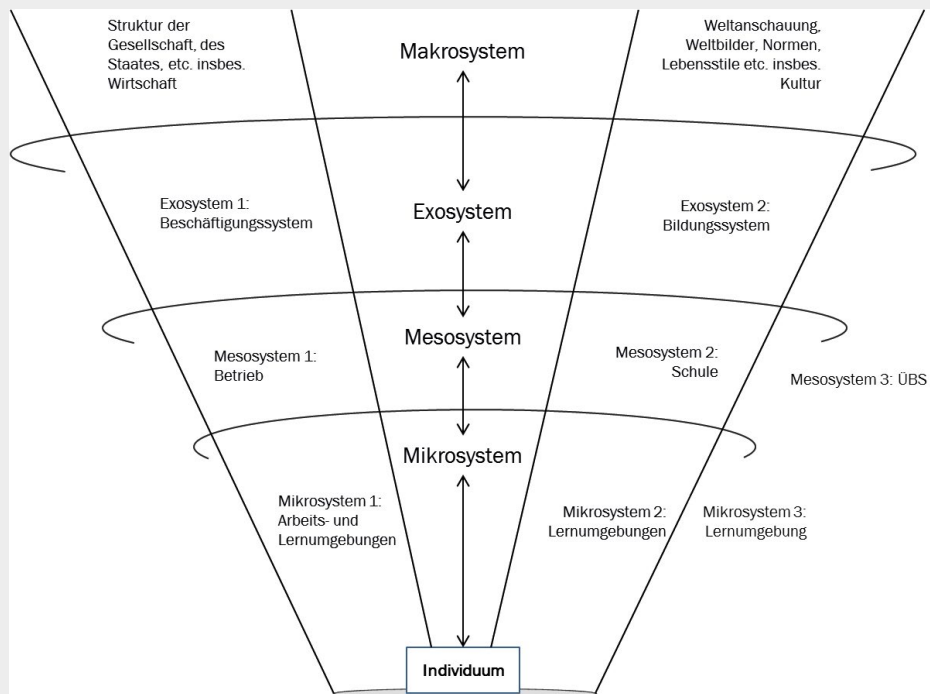 Struktur der
Gesellschaft, des
Staates, etc. insbes.
Wirtschaft
Makrosystem
Weltanschauung,
Weltbilder, Normen,
Lebensstile etc. insbes.
Kultur
Exosystem 1:
Beschäftigungssystem
Exosystem
Exosystem 2:
Bildungssystem
Mesosystem 1:
Betrieb
Mesosystem
Mesosystem 2:
Schule
Mesosystem 3: ÜBS
Mikrosystem
Mikrosystem 1:
Arbeits- und
Lernumgebungen
Mikrosystem 2:
Lernumgebungen
Mikrosystem 3:
Lernumgebung
Individuum